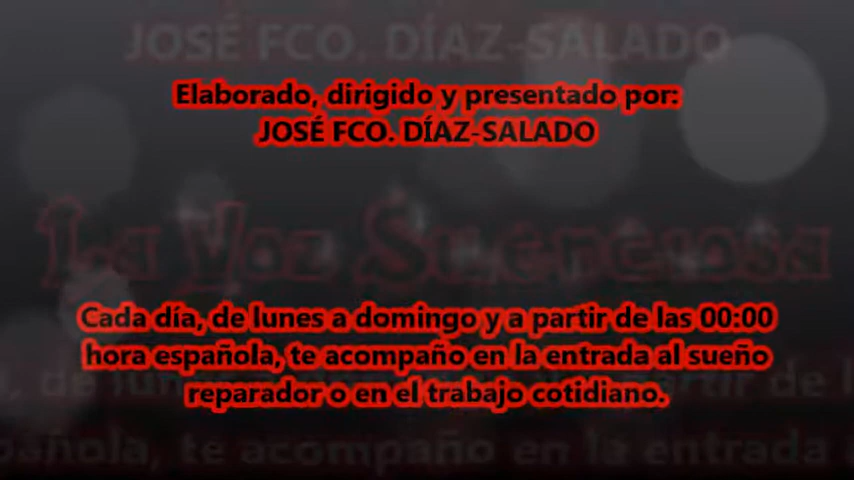 JOSÉ FCO. DÍAZ-SALADO
Elaborado, dirigido y presentado por:
JOSÉ FCO. DÍAZ-SALADO
La Voz Silenciosa
Cada día, de lunes a domingo y a partir de las 00:00
hora española, te acompaño en la entrada al sueño
reparador o en el trabajo cotidiano.